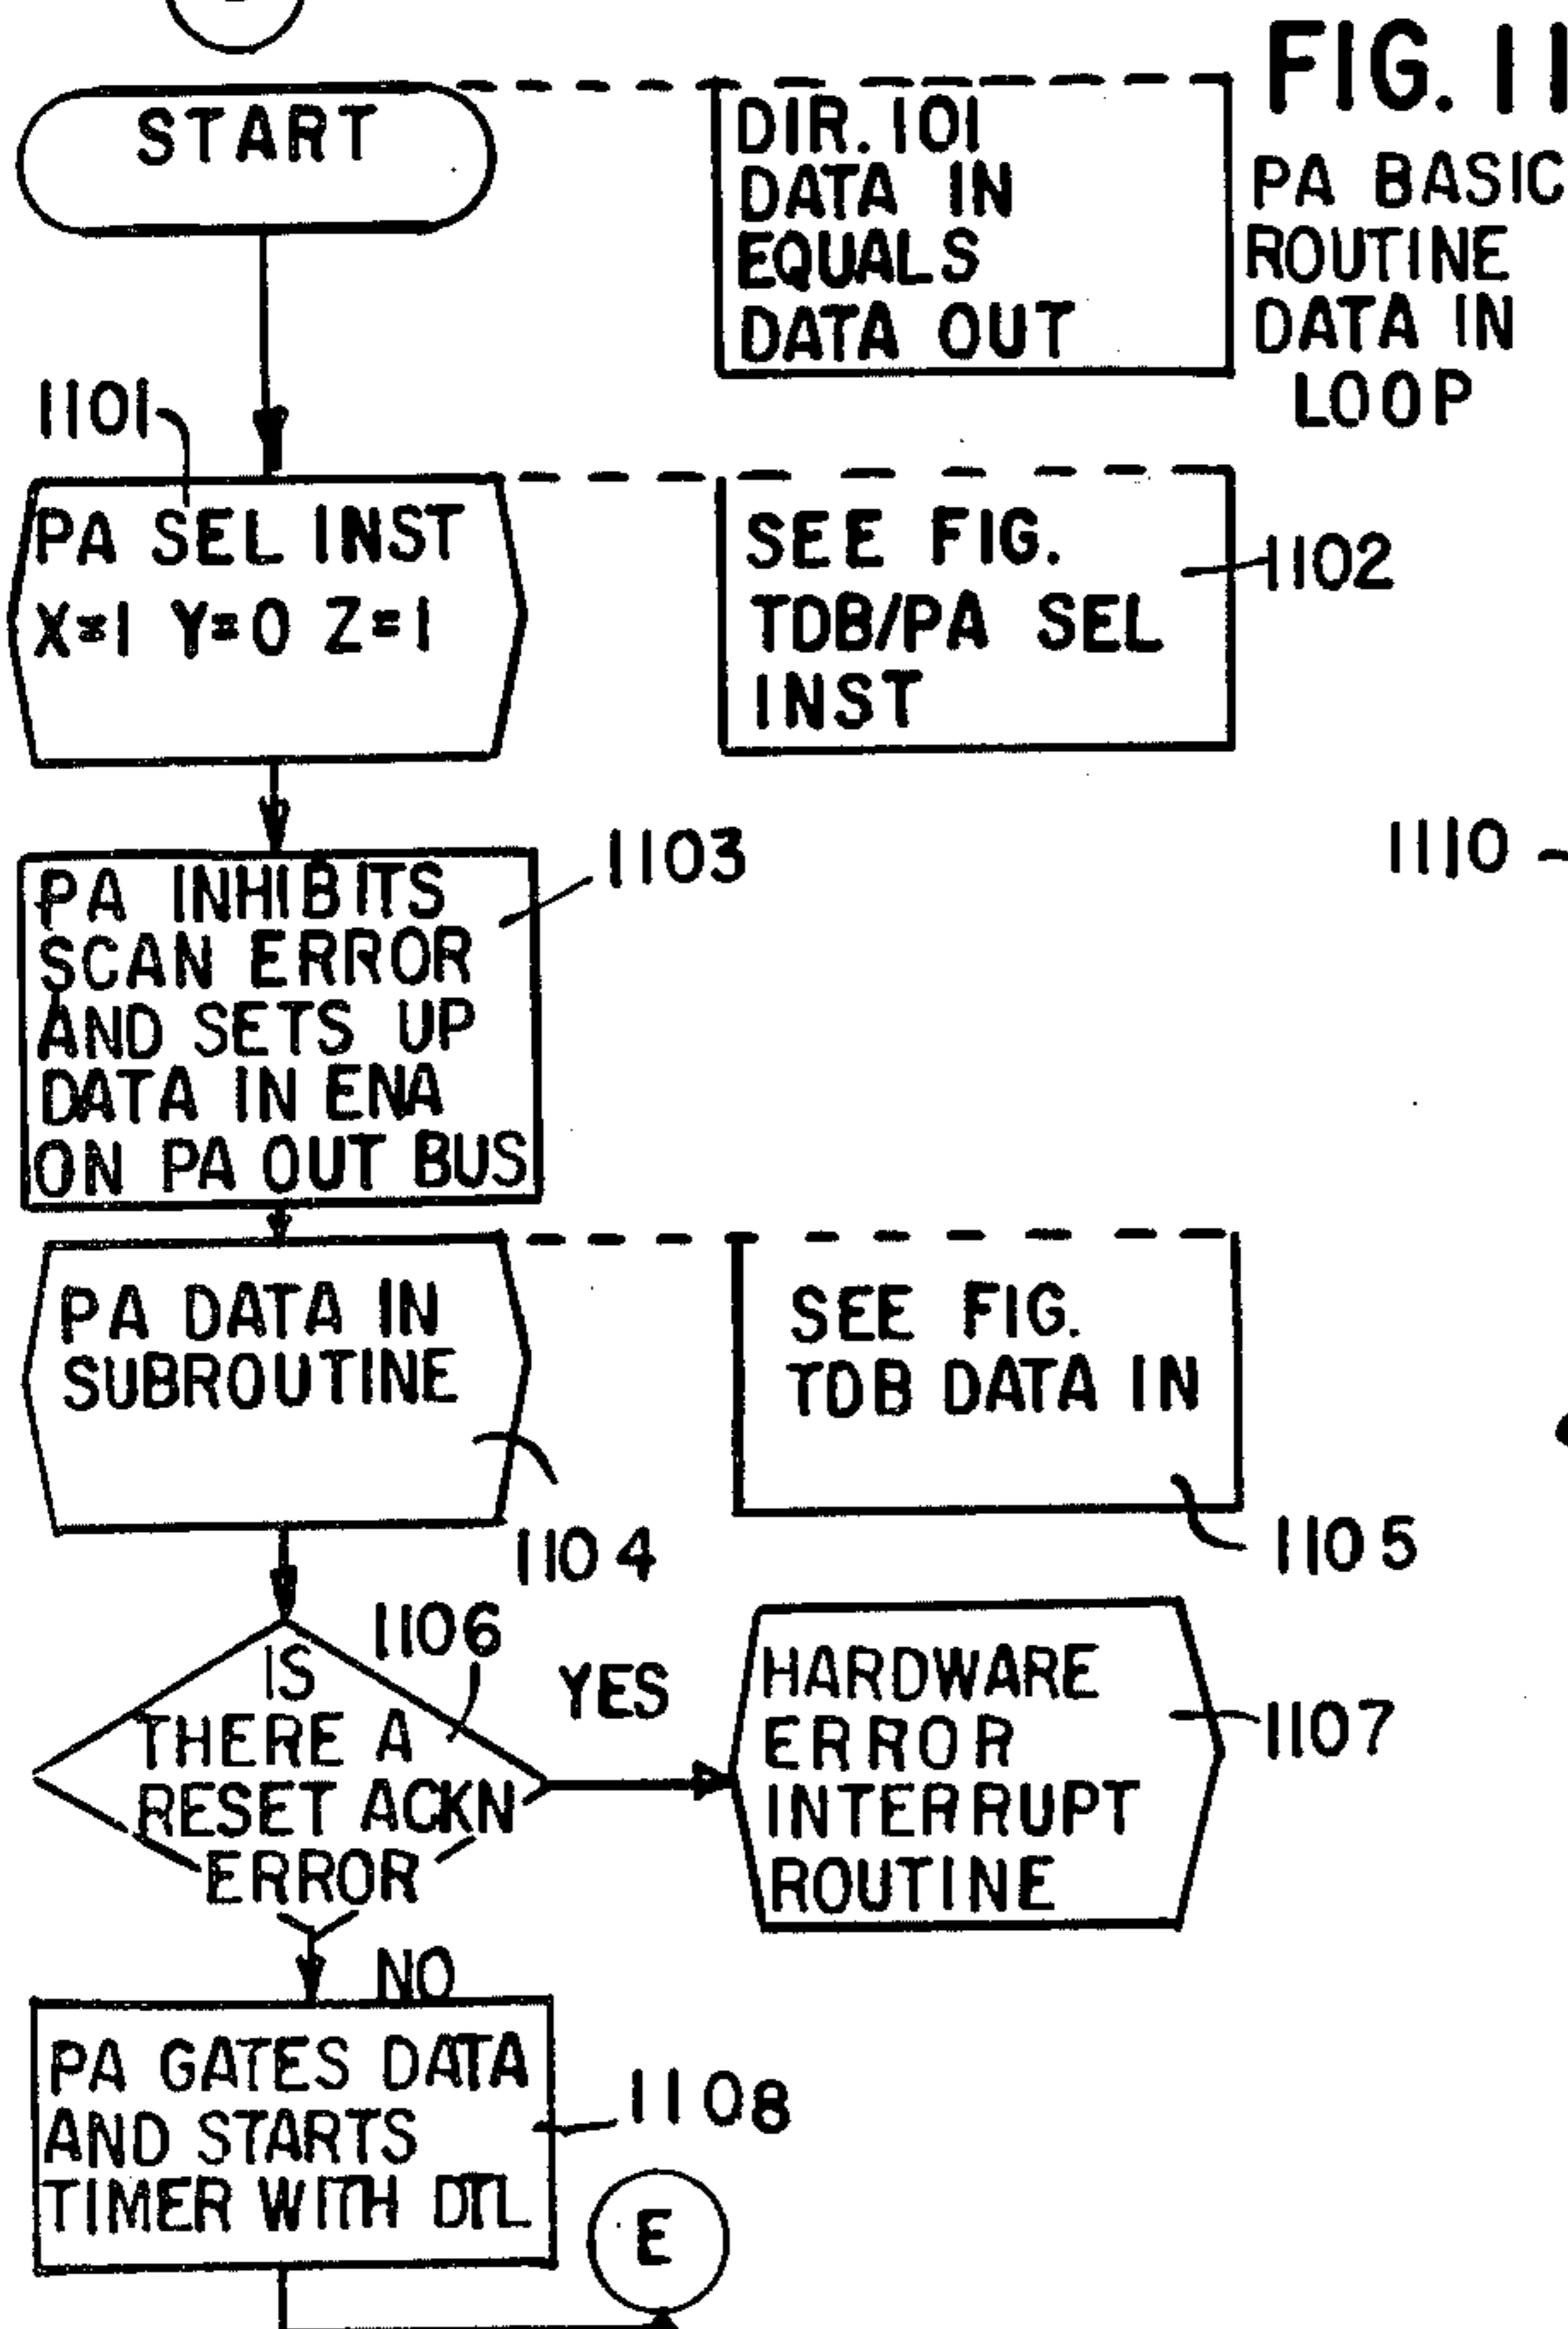 FIG. 11
PA BASIC
ROUTINE
DATA IN
LOOP
START
DIR. 101
DATA IN
EQUALS
DATA OUT
1101
PA SEL INST
X=1 Y=0 Z=1
SEE FIG.
TDB/PA SEL
INST
1102
PA INHIBITS
SCAN ERROR
AND SETS UP
DATA IN ENA
ON PA OUT BUS
1103
1110
PA DATA IN
SUBROUTINE
1104
SEE FIG.
TDB DATA IN
1105
IS
THERE A
RESET ACKN
ERROR
1106
YES
HARDWARE
ERROR
INTERRUPT
ROUTINE
1107
NO
PA GATES DATA
AND STARTS
TIMER WITH DTL
1108
E